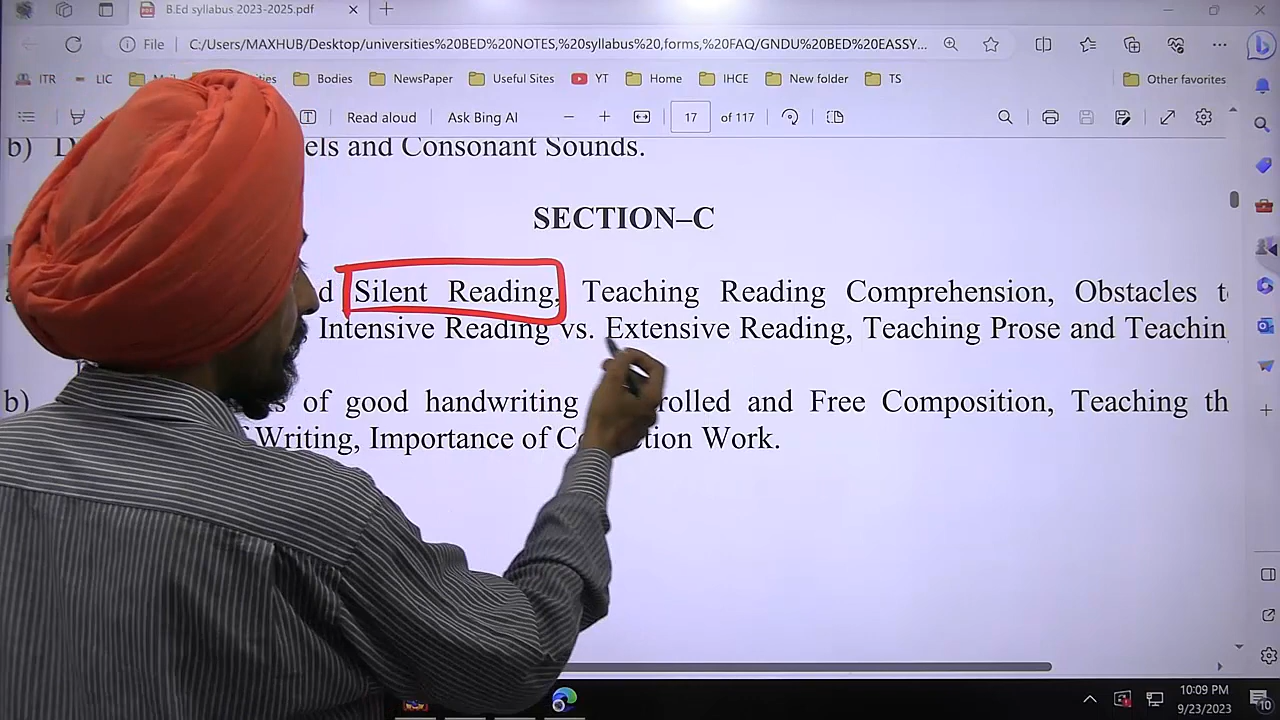 B.Ed syllabus 2023-2025.pdf
File C:/Users/MAXHUB/Desktop/universities%20BED%20NOTES,%20syllabus%20,forms,%20FAQ/GNDU%20BED%20EASSY...
ITR LIC Bodies NewsPaper Useful Sites YT Home IHCE New folder TS Other favorites
Read aloud Ask Bing AI 17 of 117
b) and Consonant Sounds.
SECTION–C
Silent Reading, Teaching Reading Comprehension, Obstacles t
Intensive Reading vs. Extensive Reading, Teaching Prose and Teachin
b) of good handwriting and Free Composition, Teaching th
Writing, Importance of Work.
10:09 PM
9/23/2023
10